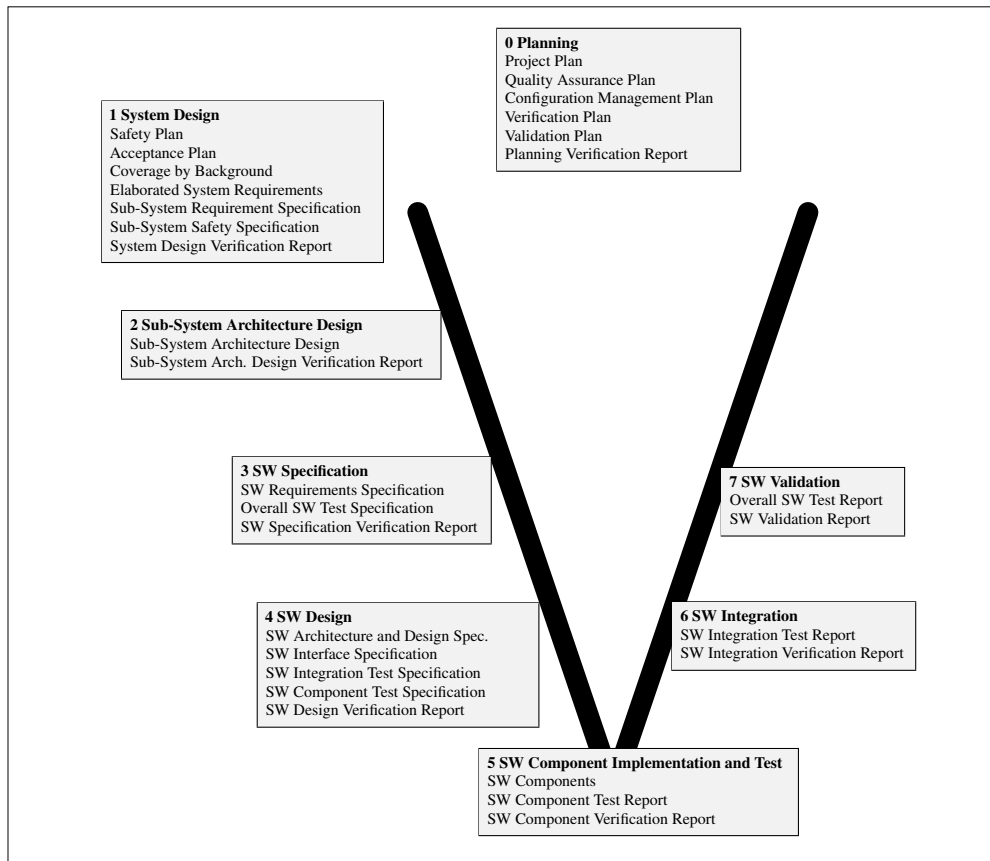 0 Planning
Project Plan
Quality Assurance Plan
Configuration Management Plan
Verification Plan
Validation Plan
Planning Verification Report
1 System Design
Safety Plan
Acceptance Plan
Coverage by Background
Elaborated System Requirements
Sub-System Requirement Specification
Sub-System Safety Specification
System Design Verification Report
2 Sub-System Architecture Design
Sub-System Architecture Design
Sub-System Arch. Design Verification Report
3 SW Specification
SW Requirements Specification
Overall SW Test Specification
SW Specification Verification Report
4 SW Design
SW Architecture and Design Spec.
SW Interface Specification
SW Integration Test Specification
SW Component Test Specification
SW Design Verification Report
5 SW Component Implementation and Test
SW Components
SW Component Test Report
SW Component Verification Report
6 SW Integration
SW Integration Test Report
SW Integration Verification Report
7 SW Validation
Overall SW Test Report
SW Validation Report